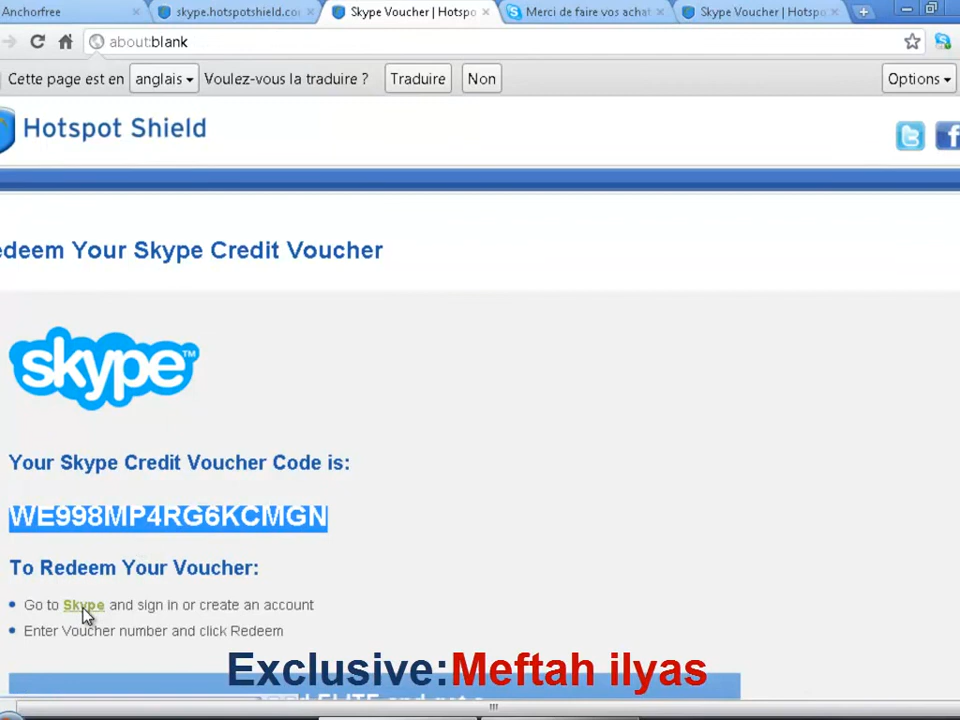 Anchorfree
skype.hotspotshield.cor
Skype Voucher | Hotspo
Merci de faire vos achat
Skype Voucher | Hotsp
about:blank
Cette page est en anglais Voulez-vous la traduire ? Traduire Non Options
Hotspot Shield
edeem Your Skype Credit Voucher
skype™
Your Skype Credit Voucher Code is:
WE998MP4RG6KCMGN
To Redeem Your Voucher:
Go to Skype and sign in or create an account
Enter Voucher number and click Redeem
Exclusive:Meftah ilyas